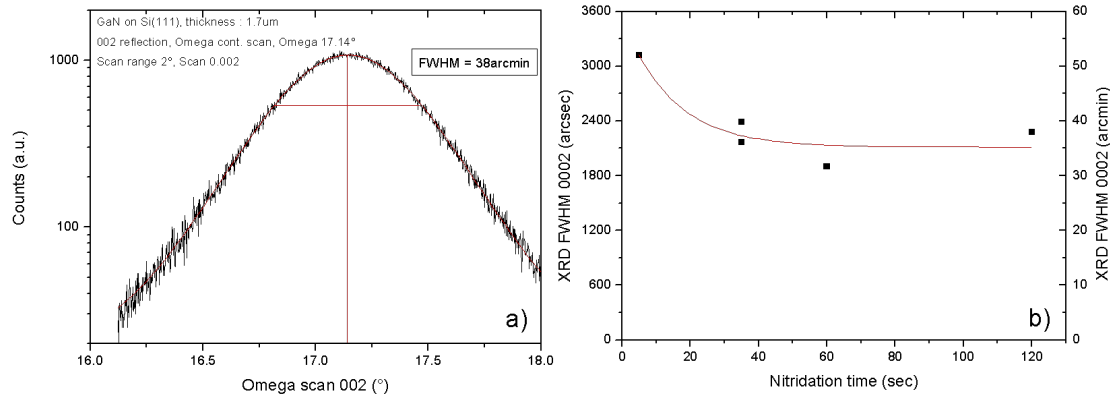 GaN on Si(111), thickness : 1.7um
002 reflection, Omega cont. scan, Omega 17.14°
Scan range 2°, Scan 0.002
FWHM = 38arcmin
1000
100
Counts (a.u.)
16.0 16.5 17.0 17.5 18.0
Omega scan 002 (°)
a)
3600
3000
2400
1800
1200
600
0
XRD FWHM 0002 (arcsec)
0 20 40 60 80 100 120
Nitridation time (sec)
b)
60
50
40
30
20
10
0
XRD FWHM 0002 (arcmin)